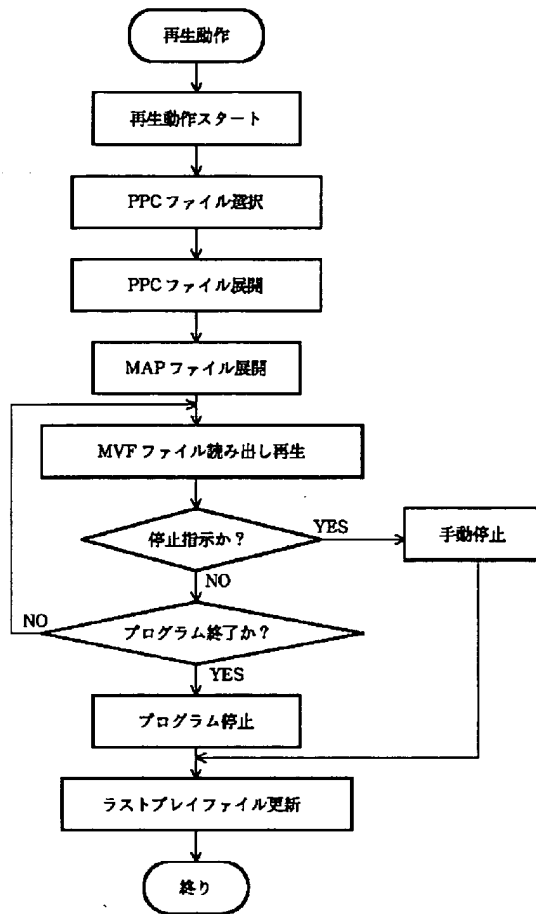 再生動作
再生動作スタート
PPCファイル選択
PPCファイル展開
MAPファイル展開
MVFファイル読み出し再生
停止指示か?
YES
手動停止
NO
プログラム終了か?
NO
YES
プログラム停止
ラストプレイファイル更新
終り